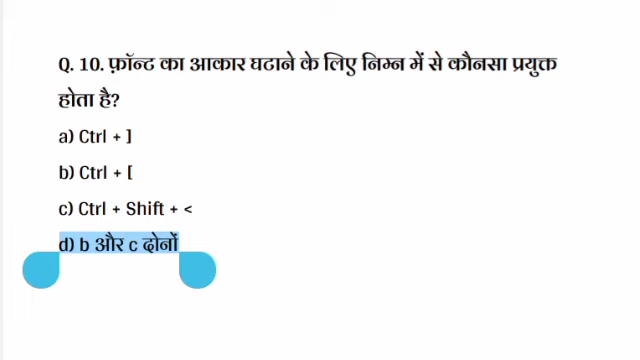 Q. 10. फ़ॉन्ट का आकार घटाने के लिए निम्न में से कौनसा प्रयुक्त
होता है?
a) Ctrl + ]
b) Ctrl + [
c) Ctrl + Shift + <
d) b और c दोनों